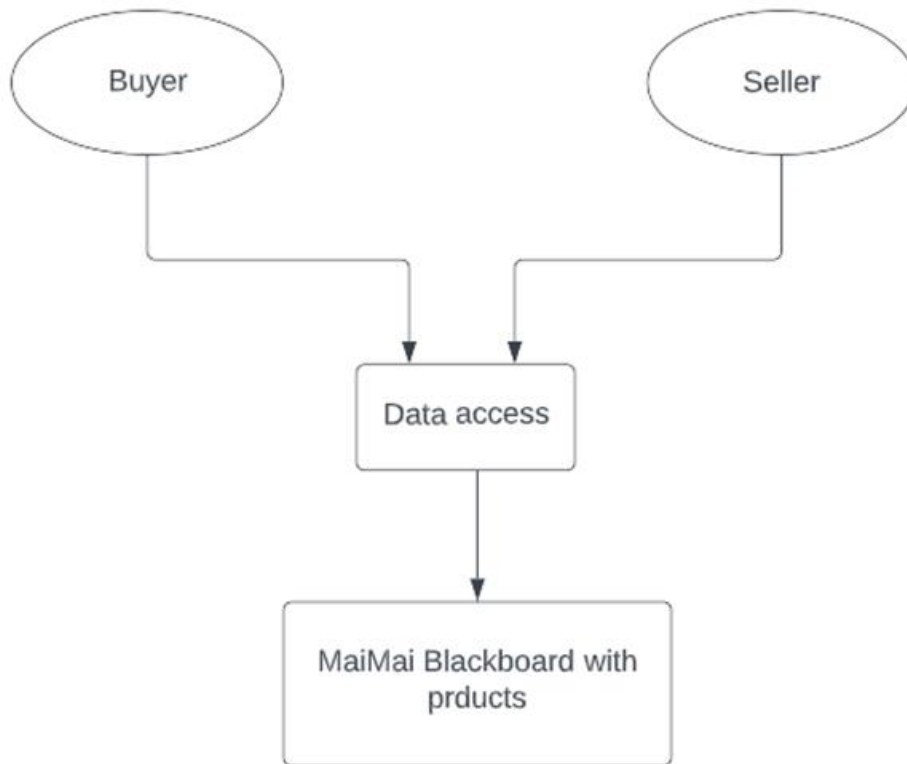 Buyer
Seller
Data access
MaiMai Blackboard with
prducts